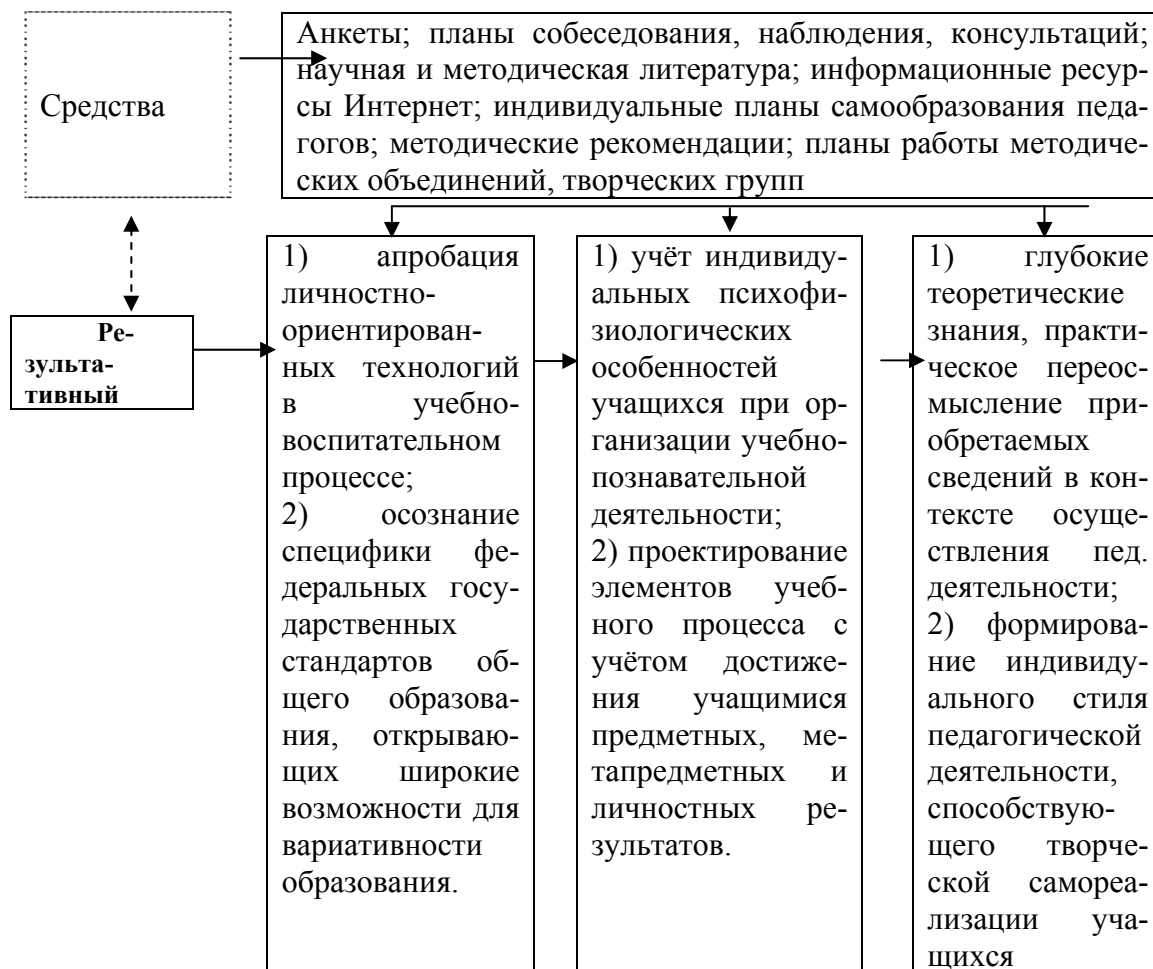 Средства
Анкеты; планы собеседования, наблюдения, консультаций;
научная и методическая литература; информационные ресур-
сы Интернет; индивидуальные планы самообразования педа-
гогов; методические рекомендации; планы работы методиче-
ских объединений, творческих групп
Ре-
зульта-
тивный
1) апробация
личностно-
ориентирован-
ных технологий
в учебно-
воспитательном
процессе;
2) осознание
специфики фе-
деральных госу-
дарственных
стандартов об-
щего образова-
ния, открываю-
щих широкие
возможности для
вариативности
образования.
1) учёт индивиду-
альных психофи-
зиологических
особенностей
учащихся при ор-
ганизации учебно-
познавательной
деятельности;
2) проектирование
элементов учеб-
ного процесса с
учётом достиже-
ния учащимися
предметных, ме-
тапредметных и
личностных ре-
зультатов.
1) глубокие
теоретические
знания, практи-
ческое переос-
мысление при-
обретаемых
сведений в кон-
тексте осуще-
ствления пед.
деятельности;
2) формирова-
ние индивиду-
ального стиля
педагогической
деятельности,
способствую-
щего творче-
ской самореа-
лизации уча-
щихся